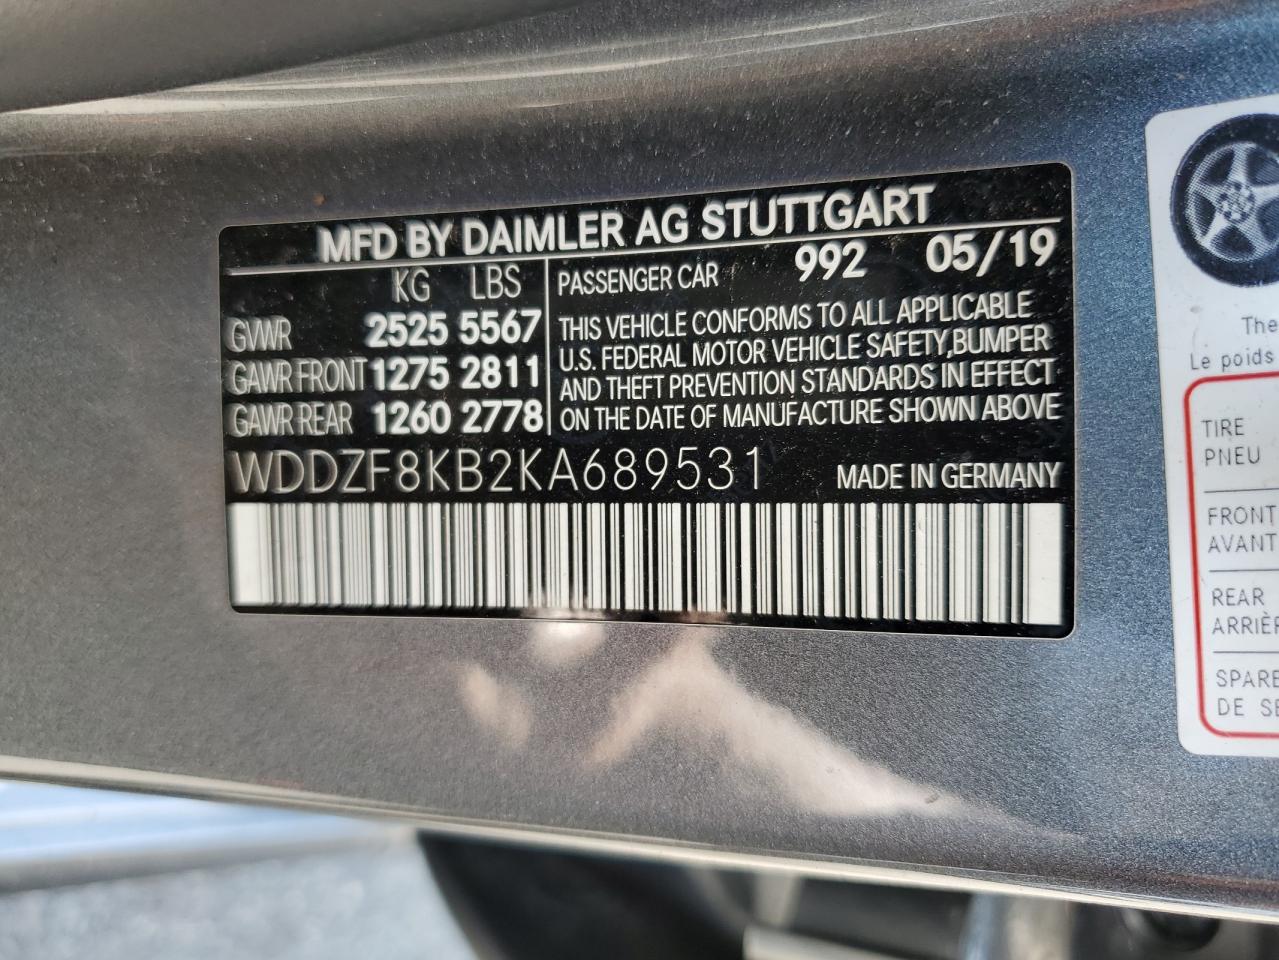 MFD BY DAIMLER AG STUTTGART
KG LBS
GVWR 2525 5567
GAWR FRONT 1275 2811
GAWR REAR 1260 2778
PASSENGER CAR 992 05/19
THIS VEHICLE CONFORMS TO ALL APPLICABLE
U.S. FEDERAL MOTOR VEHICLE SAFETY,BUMPER
AND THEFT PREVENTION STANDARDS IN EFFECT
ON THE DATE OF MANUFACTURE SHOWN ABOVE
WDDZF8KB2KA689531 MADE IN GERMANY
The
Le poids
TIRE
PNEU
FRONT
AVANT
REAR
ARRIÈR
SPARE
DE SE